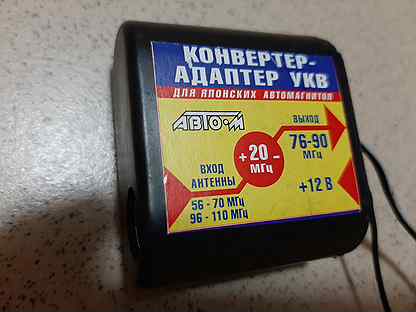 КОНВЕРТЕР-
АДАПТЕР УКВ
ДЛЯ ЯПОНСКИХ АВТОМАГНИТОЛ
АВТО-М
ВЫХОД
76-90
МГц
+20-
МГц
ВХОД
АНТЕННЫ
56 - 70 МГц
96 - 110 МГц
+12 В